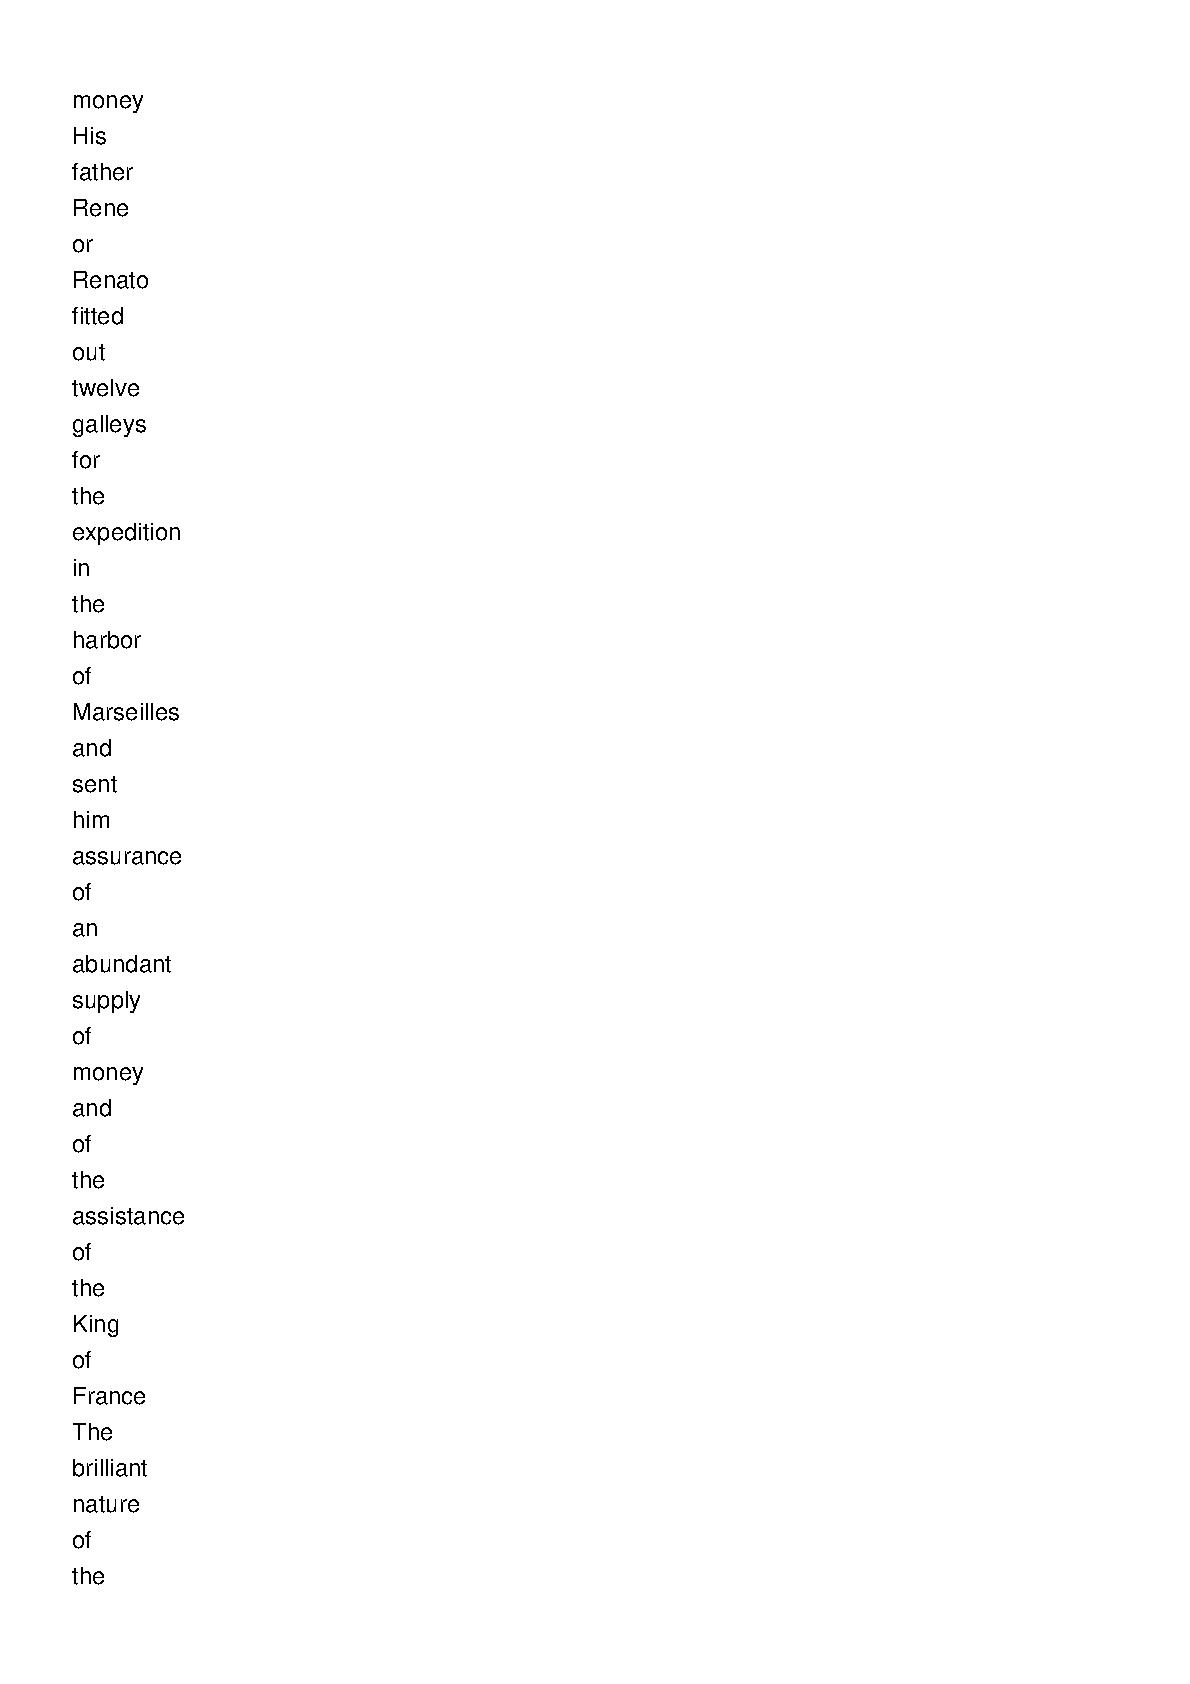 money
His
father
Rene
or
Renato
fitted
out
twelve
galleys
for
the
expedition
in
the
harbor
of
Marseilles
and
sent
him
assurance
of
an
abundant
supply
of
money
and
of
the
assistance
of
the
King
of
France
The
brilliant
nature
of
the